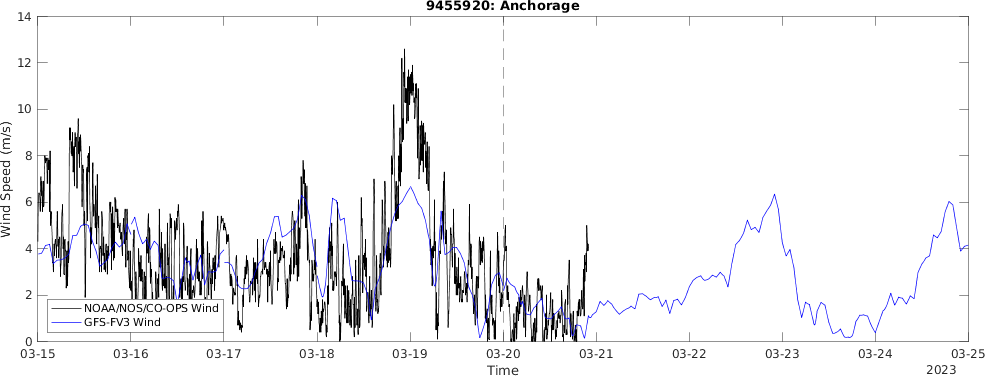 9455920: Anchorage
14
12
10
8
6
4
2
0
Wind Speed (m/s)
NOAA/NOS/CO-OPS Wind
GFS-FV3 Wind
03-15 03-16 03-17 03-18 03-19 03-20 03-21 03-22 03-23 03-24 03-25
Time
2023